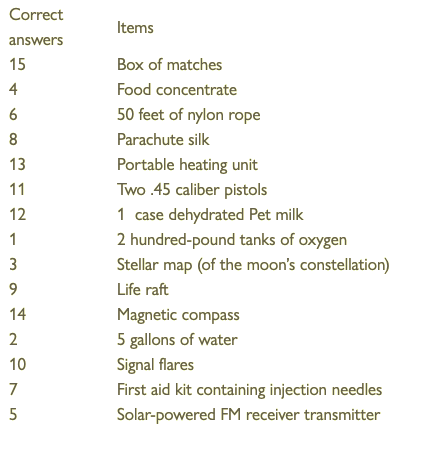 Correct
answers Items
15 Box of matches
4 Food concentrate
6 50 feet of nylon rope
8 Parachute silk
13 Portable heating unit
11 Two .45 caliber pistols
12 1 case dehydrated Pet milk
1 2 hundred-pound tanks of oxygen
3 Stellar map (of the moon's constellation)
9 Life raft
14 Magnetic compass
2 5 gallons of water
10 Signal flares
7 First aid kit containing injection needles
5 Solar-powered FM receiver transmitter